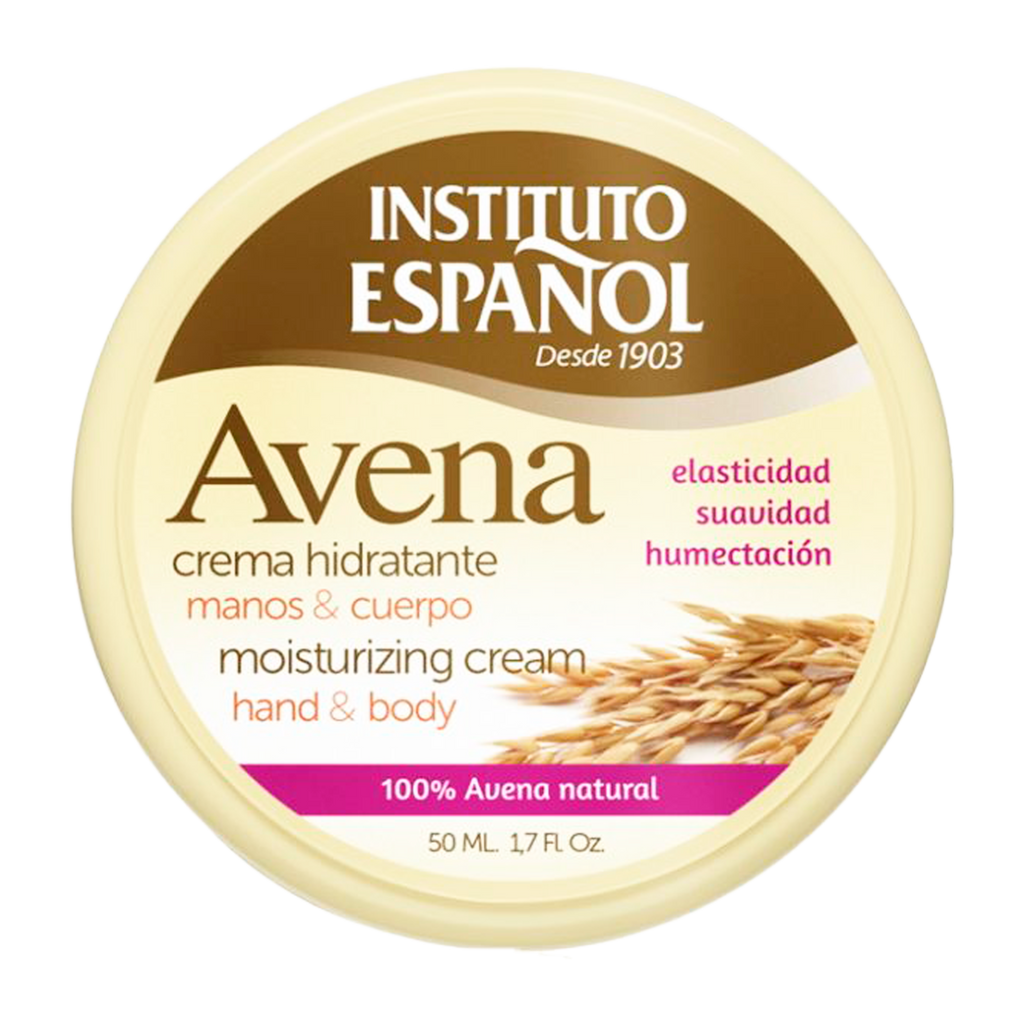 INSTITUTO
ESPAÑOL
Desde 1903
Avena
crema hidratante
manos & cuerpo
moisturizing cream
hand & body
elasticidad
suavidad
humectación
100% Avena natural
50 ML. 1,7 Fl. Oz.